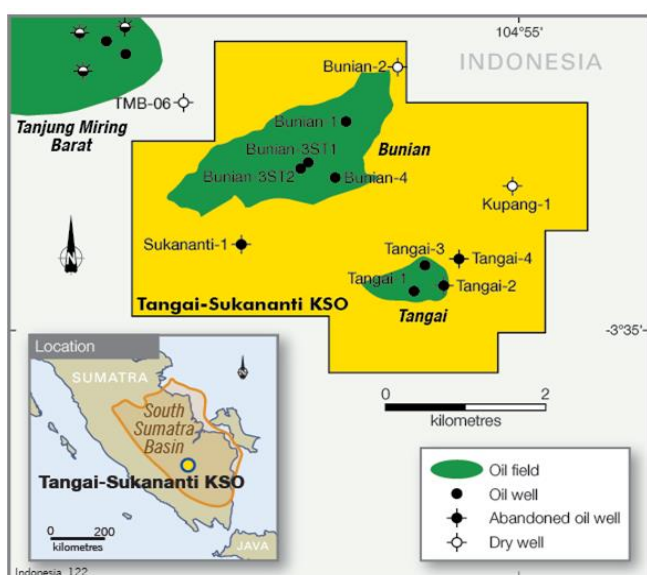 104°55'
INDONESIA
Bunian-2
TMB-06
Tanjung Miring
Barat
Bunian 1
Bunian
Bunian 3ST1
Bunian 3ST2
Bunian-4
Kupang-1
N
Sukananti-1
Tangai-3
Tangai-4
Tangai-1
Tangai-2
Tangai-Sukananti KSO
Tangai
-3°35'
Location
SUMATRA
N
South
Sumatra
Basin
Tangai-Sukananti KSO
0 200
kilometres
JAVA
0 2
kilometres
Oil field
Oil well
Abandoned oil well
Dry well
Indonesia_122